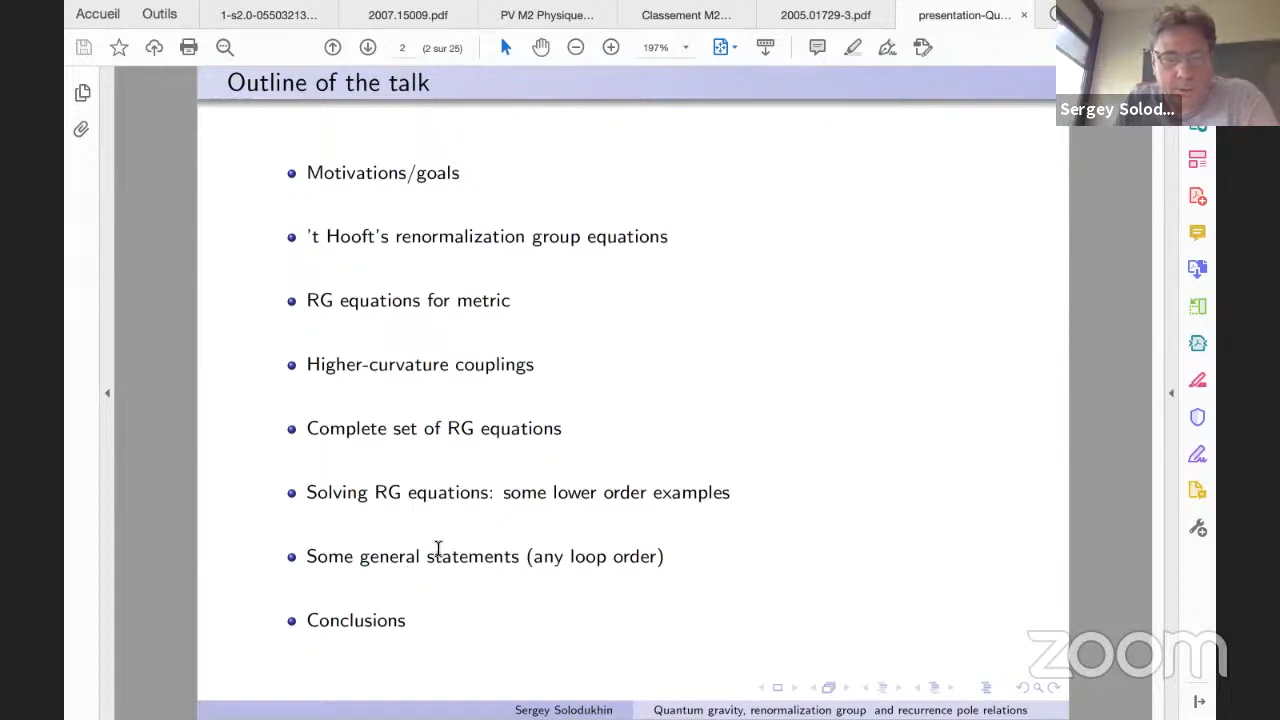 Accueil Outils 1-s2.0-05503213... 2007.15009.pdf PV M2 Physique... Classement M2... 2005.01729-3.pdf presentation-Qu... ×
2 (2 sur 25) 197%
Sergey Solod...
Outline of the talk
Motivations/goals
't Hooft's renormalization group equations
RG equations for metric
Higher-curvature couplings
Complete set of RG equations
Solving RG equations: some lower order examples
Some general statements (any loop order)
Conclusions
zoom
Sergey Solodukhin Quantum gravity, renormalization group and recurrence pole relations